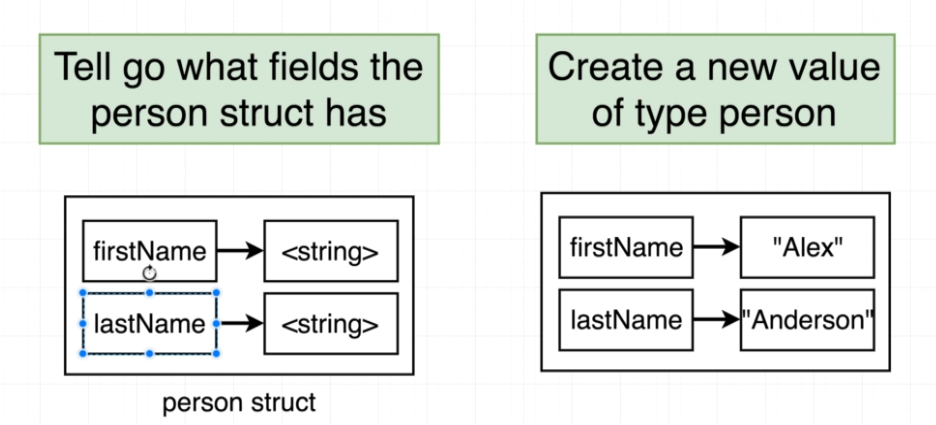 Tell go what fields the
person struct has
Create a new value
of type person
firstName
<string>
lastName
<string>
person struct
firstName
"Alex"
lastName
"Anderson"